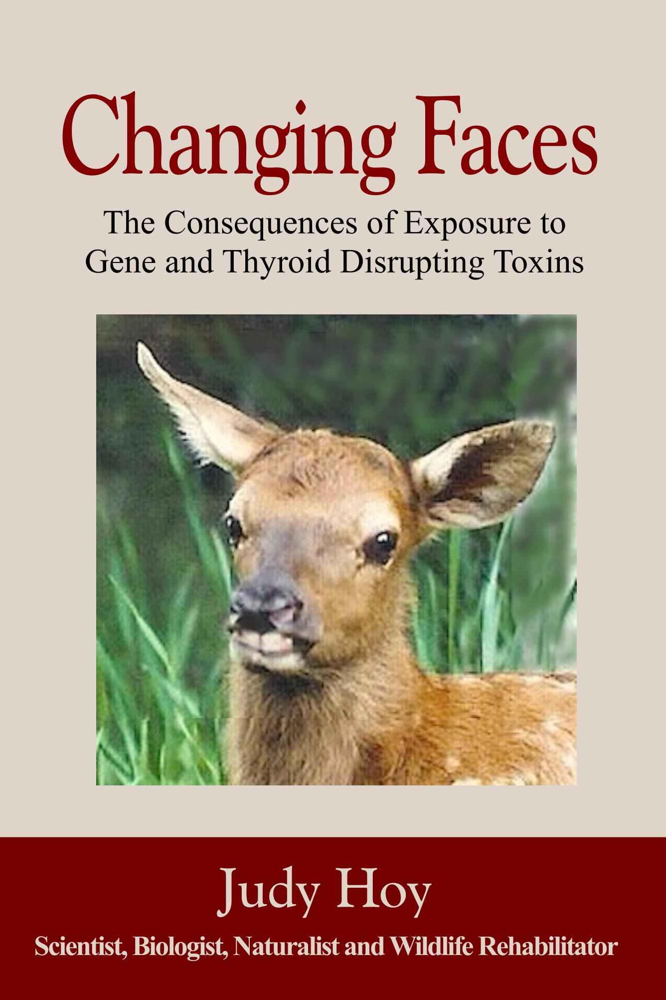 Changing Faces
The Consequences of Exposure to
Gene and Thyroid Disrupting Toxins
Judy Hoy
Scientist, Biologist, Naturalist and Wildlife Rehabilitator